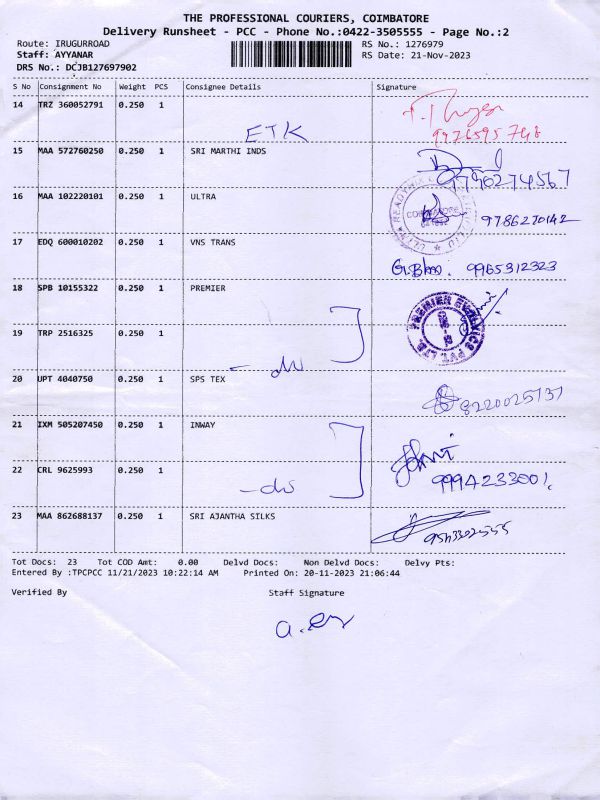 THE PROFESSIONAL COURIERS, COIMBATORE
Delivery Runsheet - PCC - Phone No.:0422-3505555 - Page No.:2
Route: IRUGURROAD RS No.: 1276979
Staff: AYYANAR RS Date: 21-Nov-2023
DRS No.: DCJB127697902
S No Consignment No Weight PCS Consignee Details Signature
14 TRZ 360052791 0.250 1
ETK
15 MAA 572760250 0.250 1 SRI MARTHI INDS
9790274567
16 MAA 102220101 0.250 1 ULTRA
COIMBATORE
9786270142
17 EDQ 600010202 0.250 1 VNS TRANS
9965312323
18 SPB 10155322 0.250 1 PREMIER
19 TRP 2516325 0.250 1
- do
20 UPT 4040750 0.250 1 SPS TEX
8220025737
21 IXM 505207450 0.250 1 INWAY
22 CRL 9625993 0.250 1
- do
9994233001
23 MAA 862688137 0.250 1 SRI AJANTHA SILKS
Tot Docs: 23 Tot COD Amt: 0.00 Delvd Docs: Non Delvd Docs: Delvy Pts:
Entered By :TPCPCC 11/21/2023 10:22:14 AM Printed On: 20-11-2023 21:06:44
Verified By Staff Signature